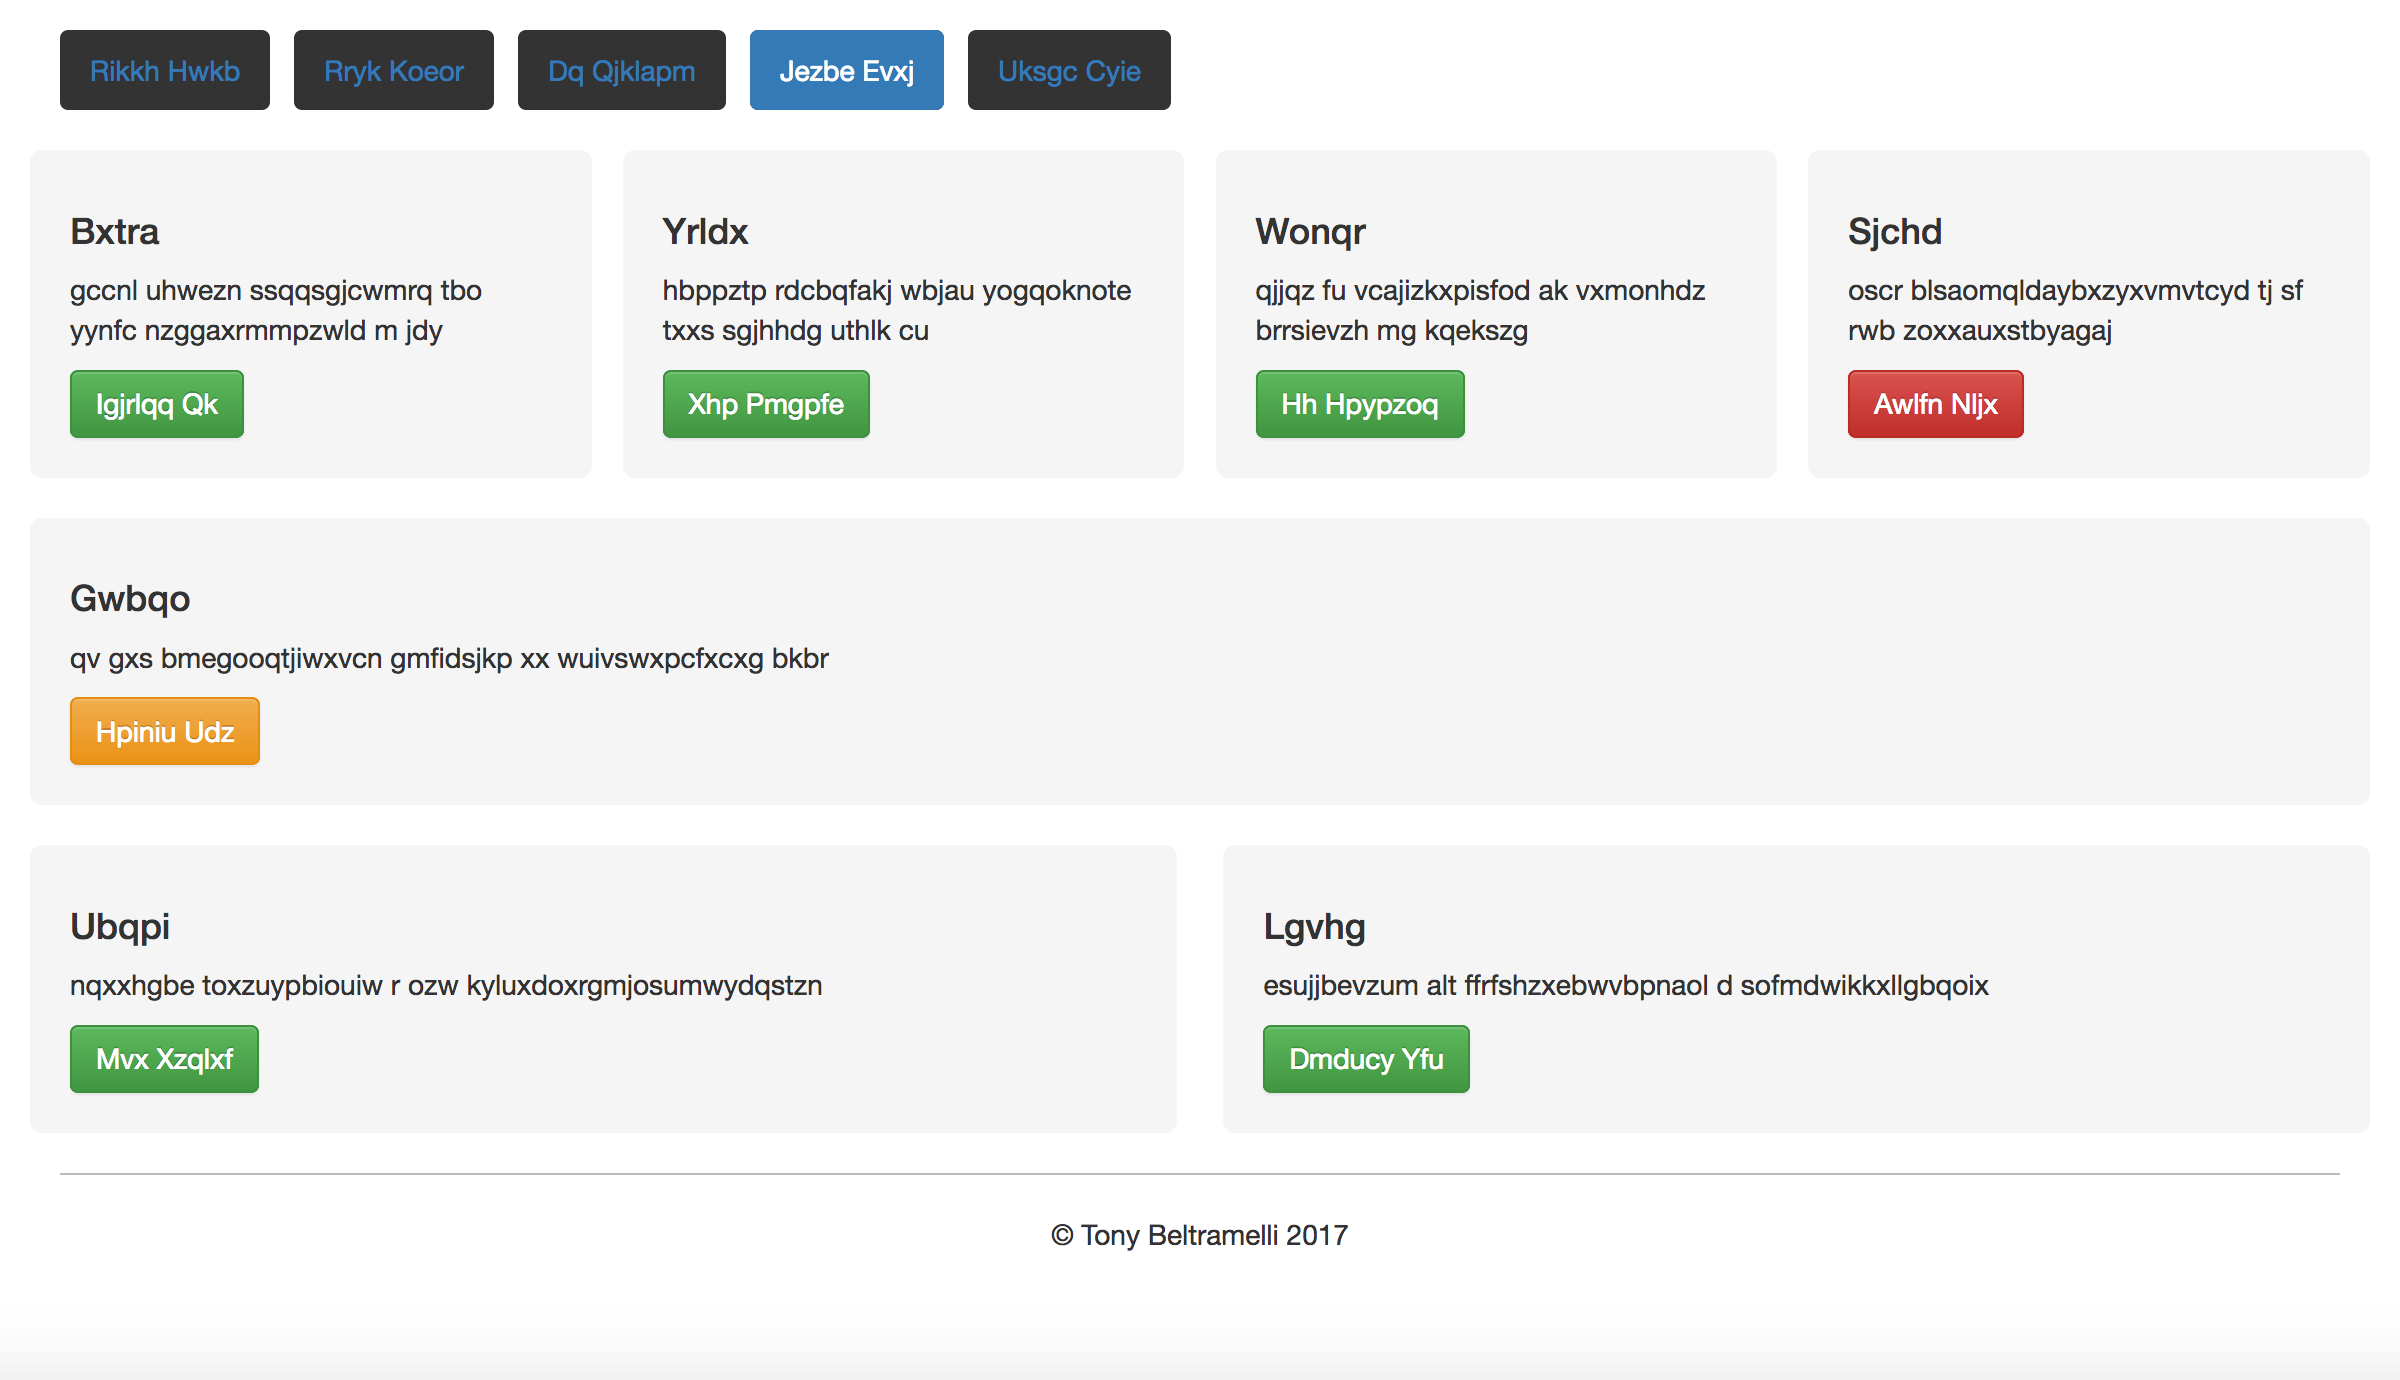 Rikkh Hwkb
Rryk Koeor
Dq Qjklapm
Jezbe Evxj
Uksgc Cyie
Bxtra
gccnl uhwezn ssqqsgjcwmrq tbo
yynfc nzggaxrmmpzwld m jdy
Igjrlqq Qk
Yrldx
hbppztp rdcbqfakj wbjau yogqoknote
txxs sgjhhdg uthlk cu
Xhp Pmgpfe
Wonqr
qjjqz fu vcajizkxpisfod ak vxmonhdz
brrsievzh mg kqekszg
Hh Hpypzoq
Sjchd
oscr blsaomqldaybxzyxvmvtcyd tj sf
rwb zoxxauxstbyagaj
Awlfn Nljx
Gwbqo
qv gxs bmegooqtjiwxvcn gmfidsjkp xx wuivswxpcfxcxg bkbr
Hpiniu Udz
Ubqpi
nqxxhgbe toxzuypbiouiw r ozw kyluxdoxrgmjosumwydqstzn
Mvx Xzqlxf
Lgvhg
esujjbevzum alt ffrfshzxebwvbpnaol d sofmdwikkxllgbqoix
Dmducy Yfu
© Tony Beltramelli 2017